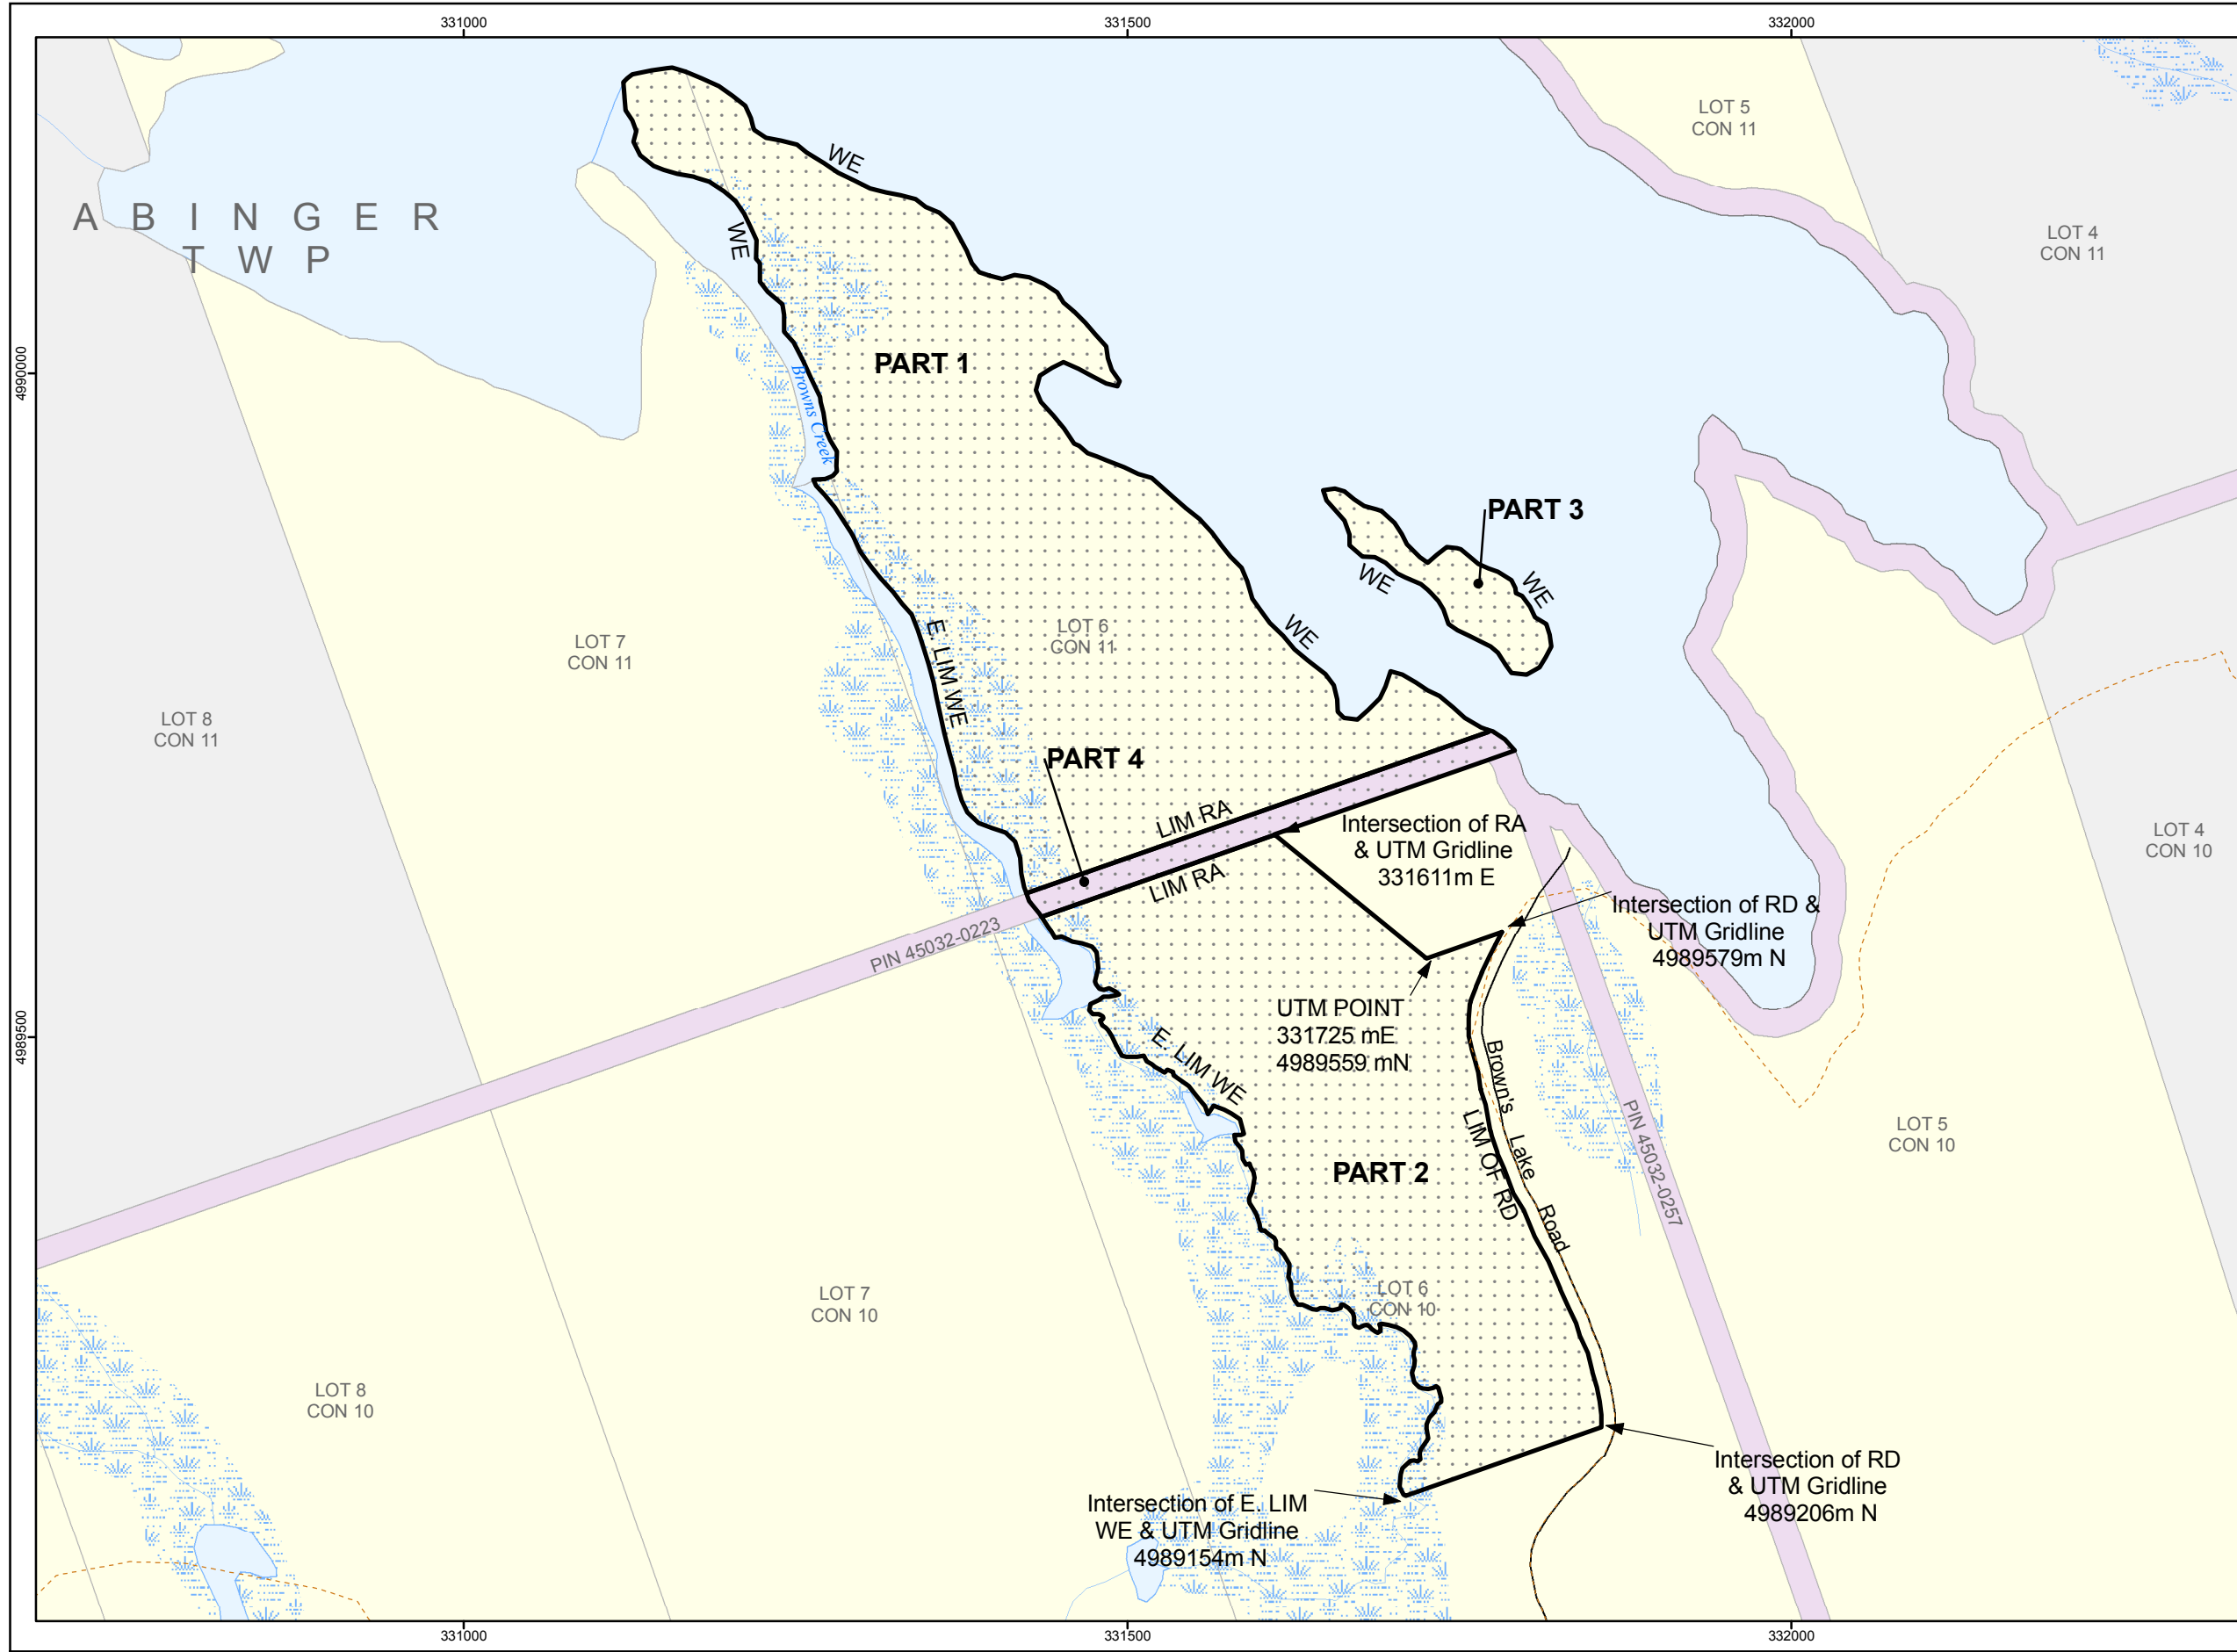 331000
331500
332000
LOT 5
CON 11
WE
A B I N G E R
T W P
WE
LOT 4
CON 11
4990000
PART 1
Browns Creek
PART 3
WE
WE
LOT 6
CON 11
WE
E. LIM WE
LOT 7
CON 11
LOT 8
CON 11
PART 4
LIM RA
Intersection of RA
& UTM Gridline
331611m E
LOT 4
CON 10
LIM RA
Intersection of RD &
UTM Gridline
4989579m N
PIN 45032-0223
UTM POINT
331725 mE
4989559 mN
4989500
E. LIM WE
Brown's Lake Road
LIM OF RD
PIN 45032-0257
LOT 5
CON 10
PART 2
LOT 6
CON 10
LOT 7
CON 10
LOT 8
CON 10
Intersection of RD
& UTM Gridline
4989206m N
Intersection of E. LIM
WE & UTM Gridline
4989154m N
331000
331500
332000